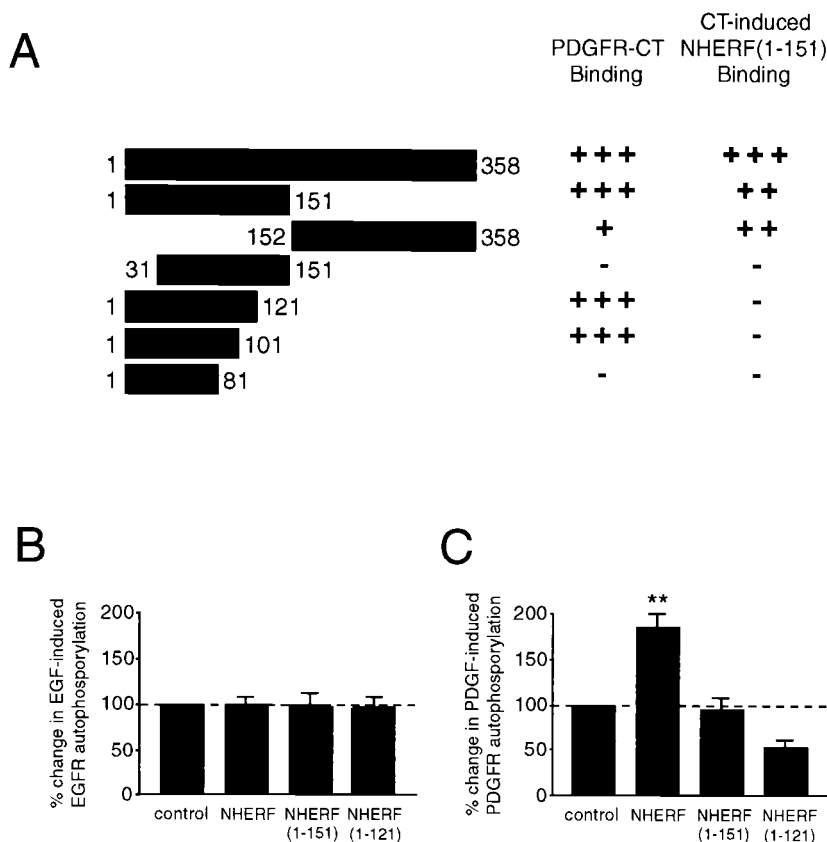 A
PDGFR-CT
Binding
CT-induced
NHERF(1-151)
Binding
1 358 +++ +++
1 151 +++ ++
152 358 + ++
31 151 - -
1 121 +++ -
1 101 +++ -
1 81 - -
B
% change in EGF-induced
EGFR autophosporylation
200
150
100
50
0
control
NHERF
NHERF
(1-151)
NHERF
(1-121)
C
% change in PDGF-induced
PDGFR autophosporylation
200
150
100
50
0
**
control
NHERF
NHERF
(1-151)
NHERF
(1-121)